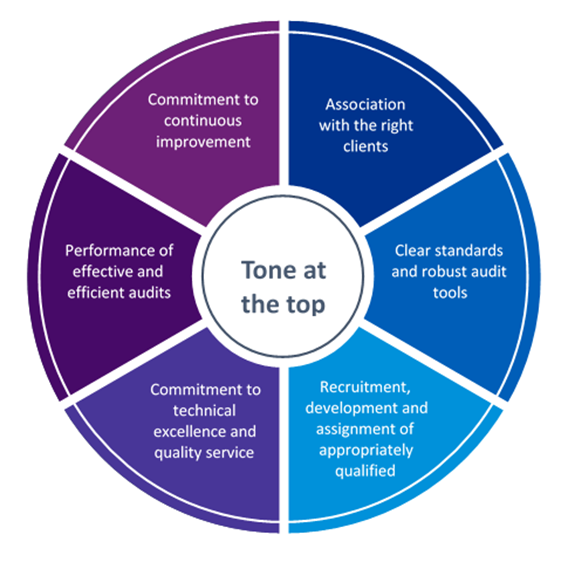 Commitment to
continuous
improvement
Association
with the right
clients
Performance of
effective and
efficient audits
Tone at
the top
Clear standards
and robust audit
tools
Commitment to
technical
excellence and
quality service
Recruitment,
development and
assignment of
appropriately
qualified